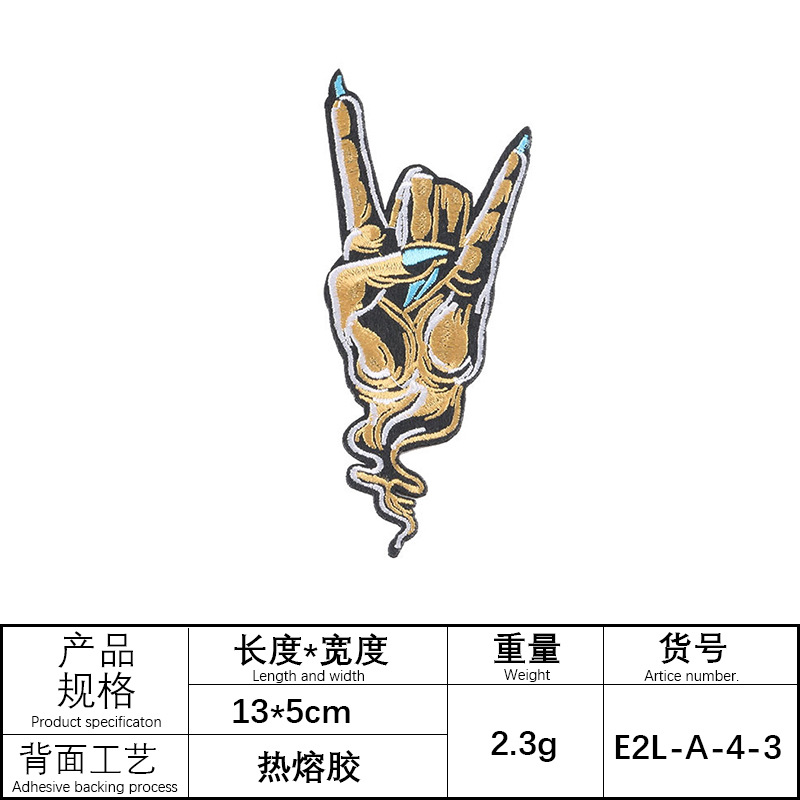 产品
规格
Product specificaton
长度*宽度
Length and width
重量
Weight
货号
Artice number.
13*5cm
2.3g
E2L-A-4-3
背面工艺
Adhesive backing process
热熔胶